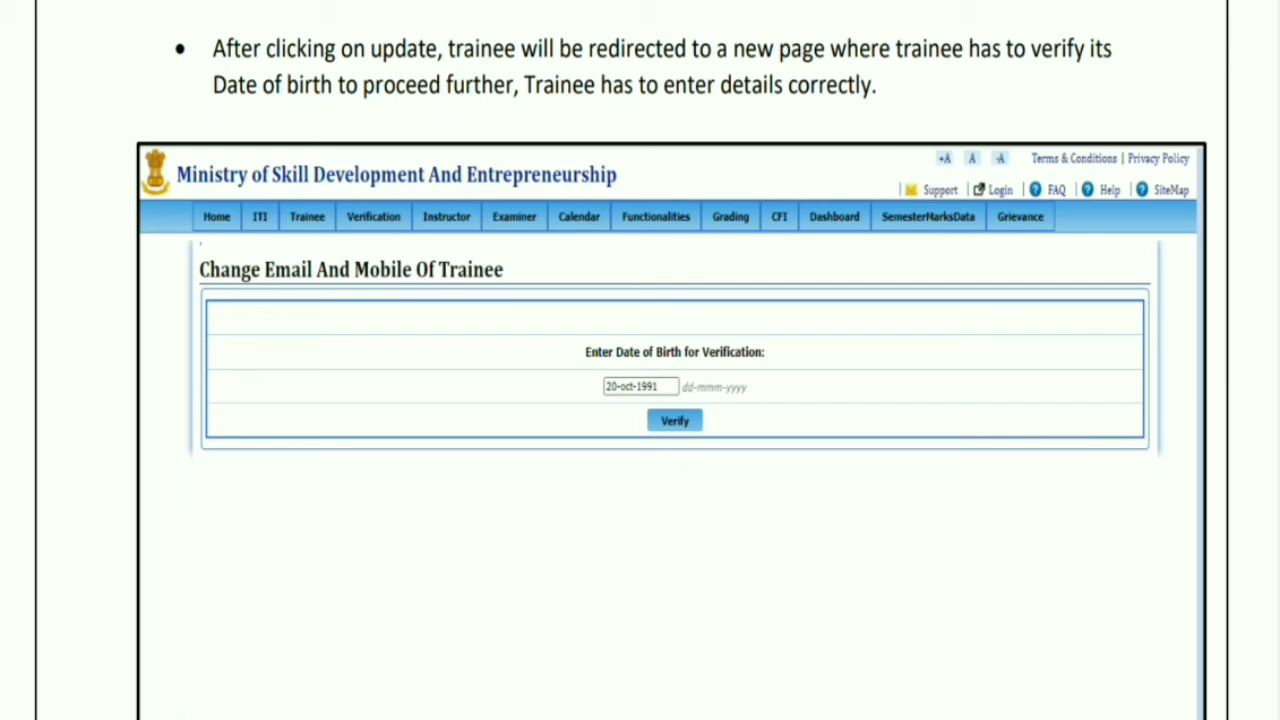 • After clicking on update, trainee will be redirected to a new page where trainee has to verify its
Date of birth to proceed further, Trainee has to enter details correctly.
+A A -A Terms & Conditions | Privacy Policy
Ministry of Skill Development And Entrepreneurship
| Support | Login | ? FAQ | ? Help | ? SiteMap
Home ITI Trainee Verification Instructor Examiner Calendar Functionalities Grading CFI Dashboard SemesterMarksData Grievance
Change Email And Mobile Of Trainee
Enter Date of Birth for Verification:
20-oct-1991 dd-mmm-yyyy
Verify